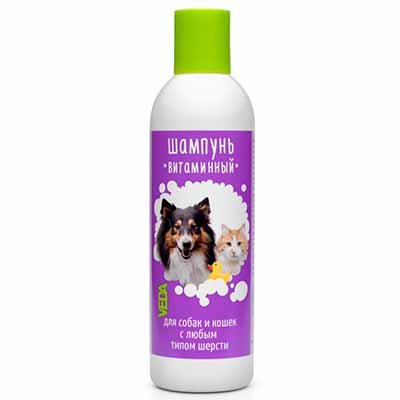 шампунь
• витаминный •
VEDA
для собак и кошек
с любым
типом шерсти